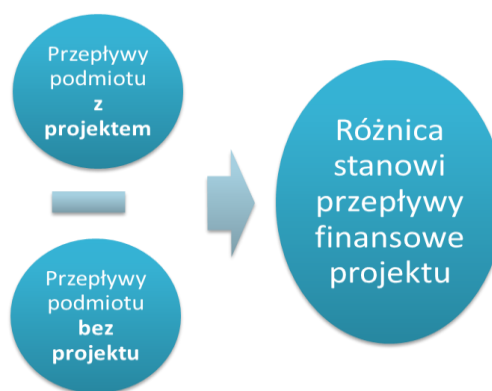 Przepływy
podmiotu
z
projektem
Przepływy
podmiotu
bez
projektu
Różnica
stanowi
przepływy
finansowe
projektu